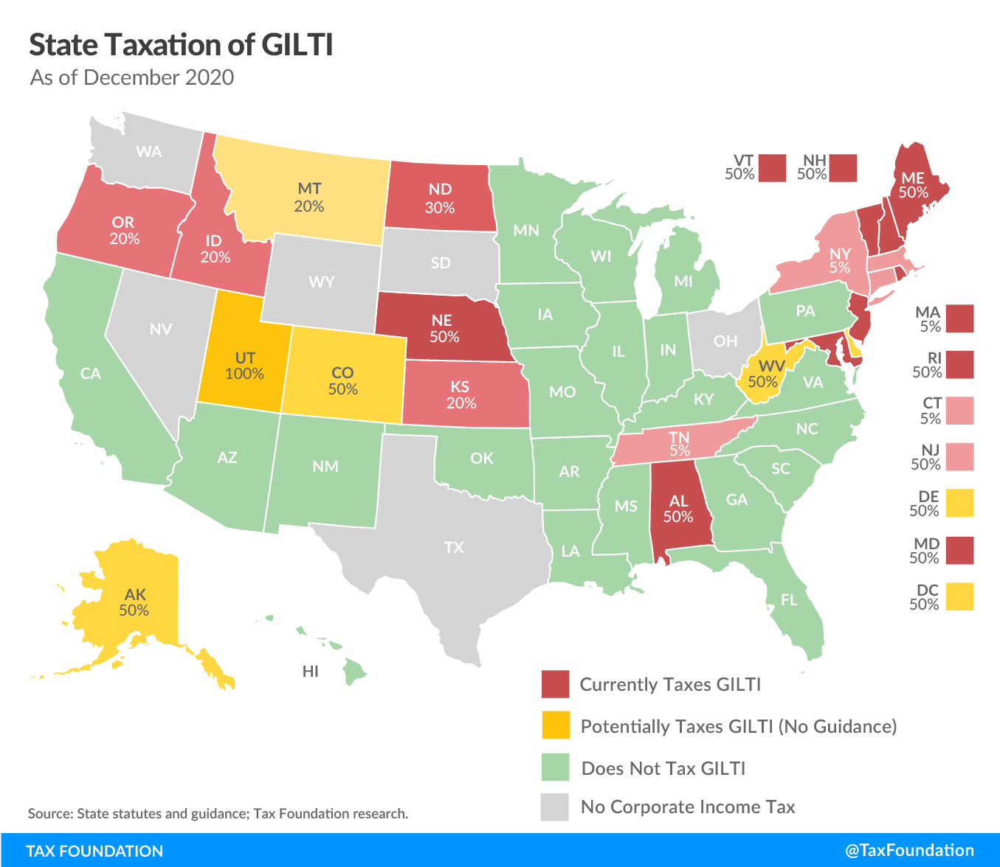 State Taxation of GILTI
As of December 2020
WA
MT
20%
ND
30%
MN
VT
50%
NH
50%
ME
50%
OR
20%
ID
20%
WY
SD
WI
MI
NY
5%
NV
UT
100%
CO
50%
NE
50%
KS
20%
IA
IL
IN
OH
PA
WV
50%
VA
MA
5%
RI
50%
CT
5%
NJ
50%
DE
50%
MD
50%
DC
50%
CA
AZ
NM
OK
MO
AR
KY
TN
5%
NC
SC
MS
AL
50%
GA
LA
TX
FL
AK
50%
HI
Currently Taxes GILTI
Potentially Taxes GILTI (No Guidance)
Does Not Tax GILTI
No Corporate Income Tax
Source: State statutes and guidance; Tax Foundation research.
TAX FOUNDATION
@TaxFoundation